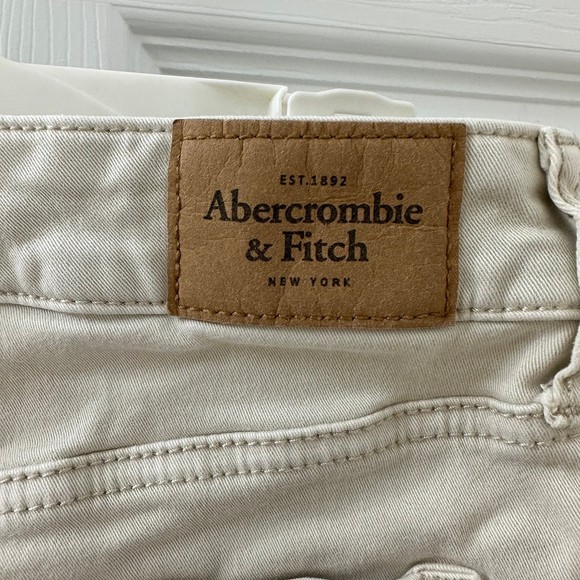 EST.1892
Abercrombie
& Fitch
NEW YORK